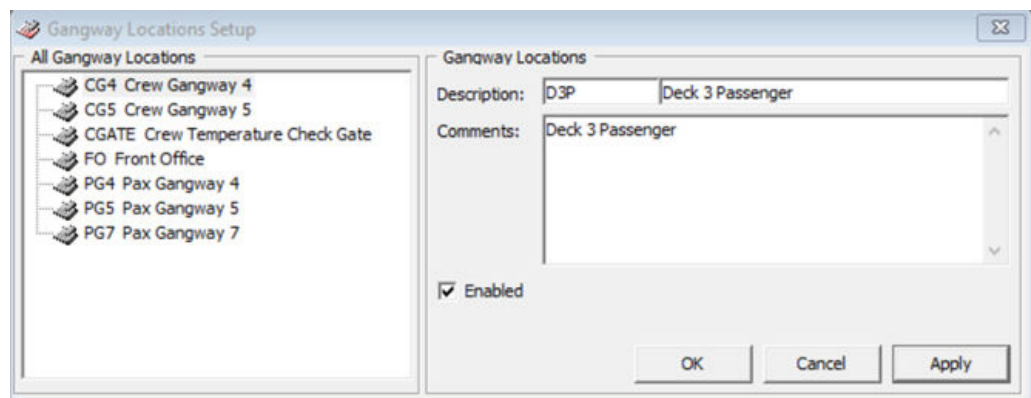 Gangway Locations Setup
All Gangway Locations
CG4 Crew Gangway 4
CG5 Crew Gangway 5
CGATE Crew Temperature Check Gate
FO Front Office
PG4 Pax Gangway 4
PG5 Pax Gangway 5
PG7 Pax Gangway 7
Gangway Locations
Description: D3P Deck 3 Passenger
Comments: Deck 3 Passenger
Enabled
OK Cancel Apply